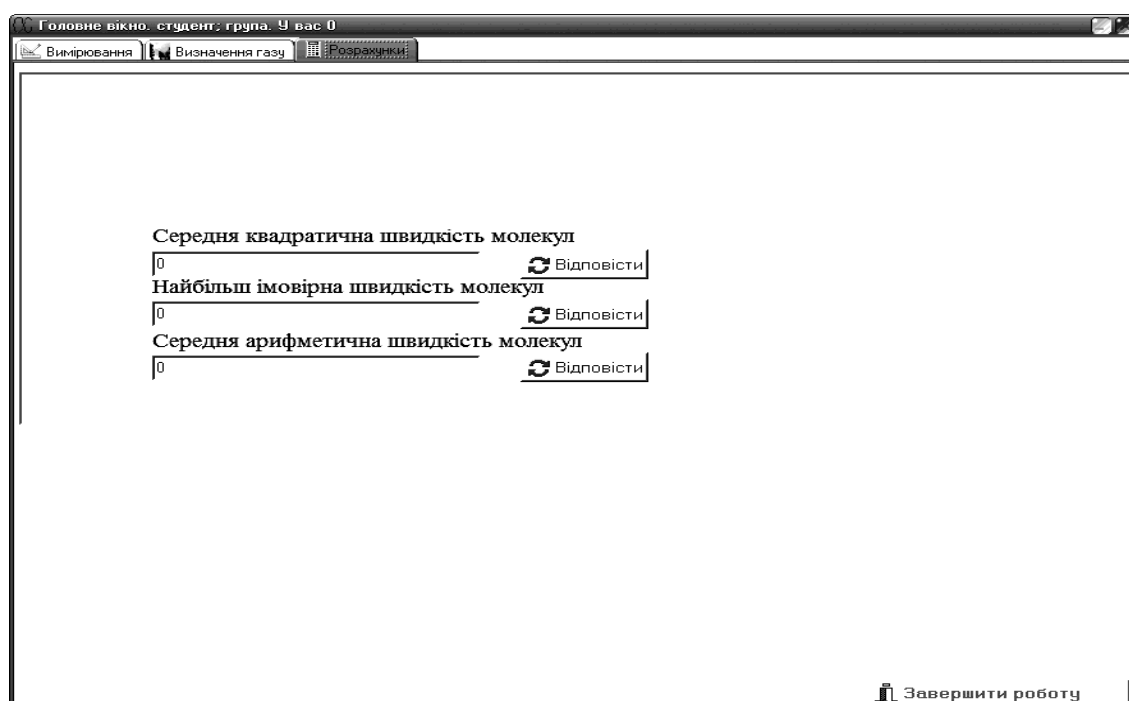 Головне вікно. студент; група. У вас 0
Вимірювання Визначення газу Розрахунки
Середня квадратична швидкість молекул
0 Відповісти
Найбільш імовірна швидкість молекул
0 Відповісти
Середня арифметична швидкість молекул
0 Відповісти
Завершити роботу